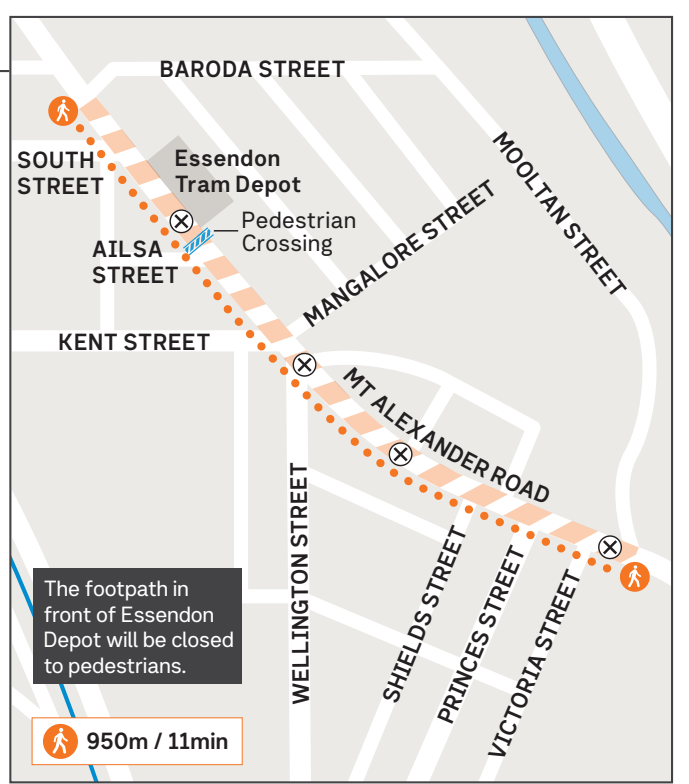 BARODA STREET
SOUTH
STREET
Essendon
Tram Depot
MOOLTAN STREET
Pedestrian
Crossing
AILSA
STREET
MANGALORE STREET
KENT STREET
MT ALEXANDER ROAD
WELLINGTON STREET
SHIELDS STREET
PRINCES STREET
VICTORIA STREET
The footpath in
front of Essendon
Depot will be closed
to pedestrians.
950m / 11min